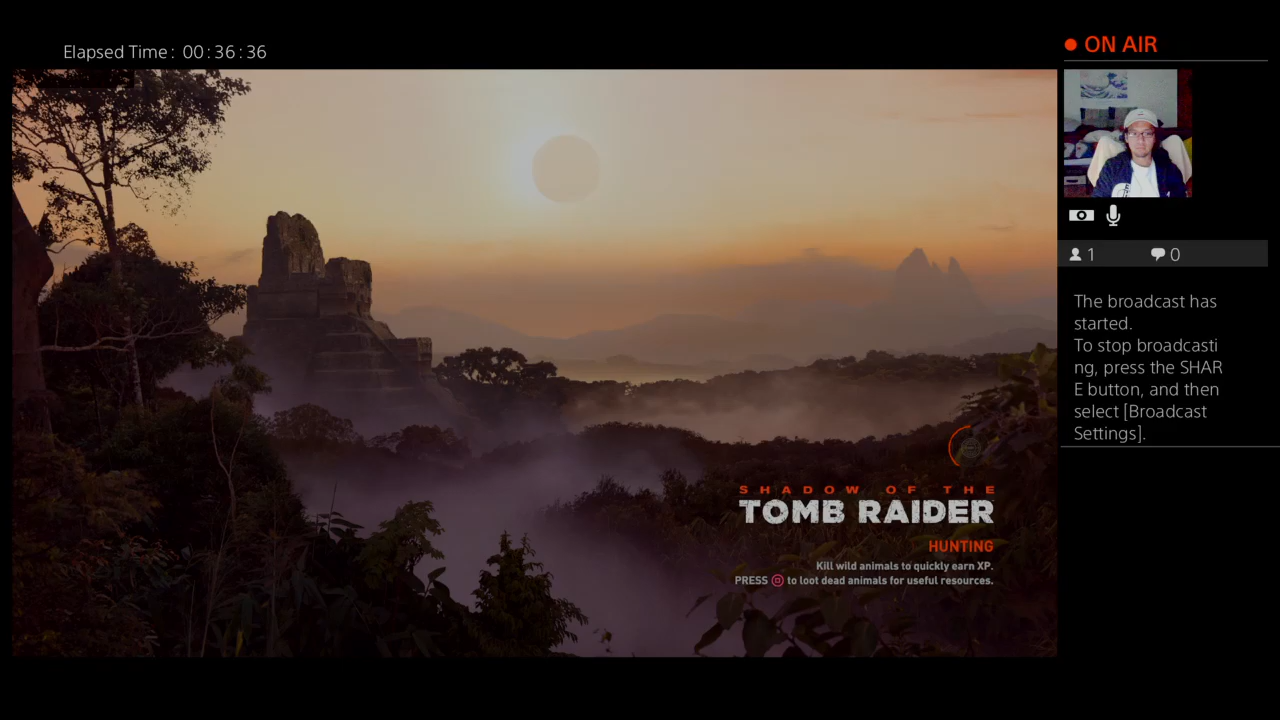 Elapsed Time: 00:36:36
ON AIR
1
0
The broadcast has
started.
To stop broadcasti
ng, press the SHAR
E button, and then
select [Broadcast
Settings].
SHADOW OF THE
TOMB RAIDER
HUNTING
Kill wild animals to quickly earn XP.
PRESS to loot dead animals for useful resources.